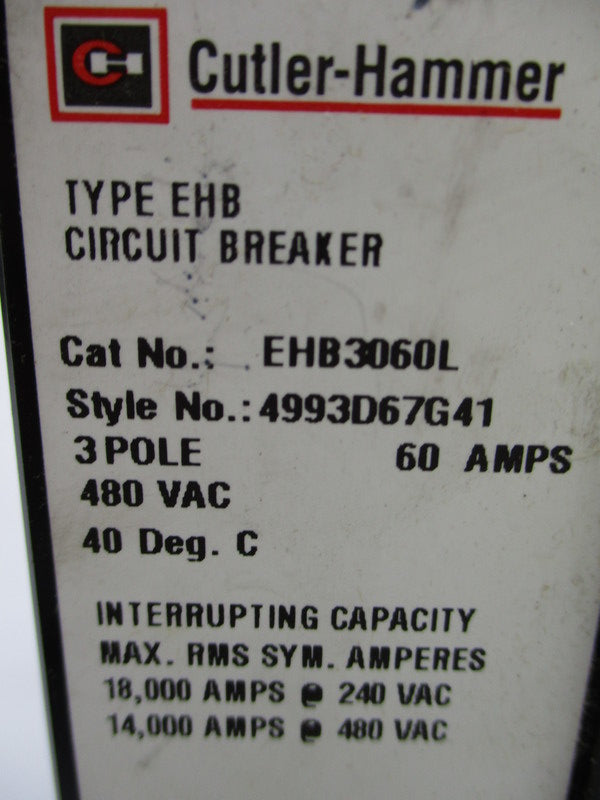 CH Cutler-Hammer
TYPE EHB
CIRCUIT BREAKER
Cat No.: EHB3060L
Style No.: 4993D67G41
3 POLE 60 AMPS
480 VAC
40 Deg. C
INTERRUPTING CAPACITY
MAX. RMS SYM. AMPERES
18,000 AMPS @ 240 VAC
14,000 AMPS @ 480 VAC